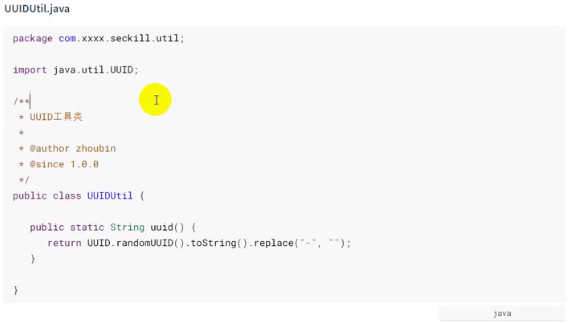 UUIDUtil.java
package com.xxxx.seckill.util;
import java.util.UUID;
/**
* UUID工具类
*
* @author zhoubin
* @since 1.0.0
*/
public class UUIDUtil {
public static String uuid() {
return UUID.randomUUID().toString().replace("-", "");
}
}
java